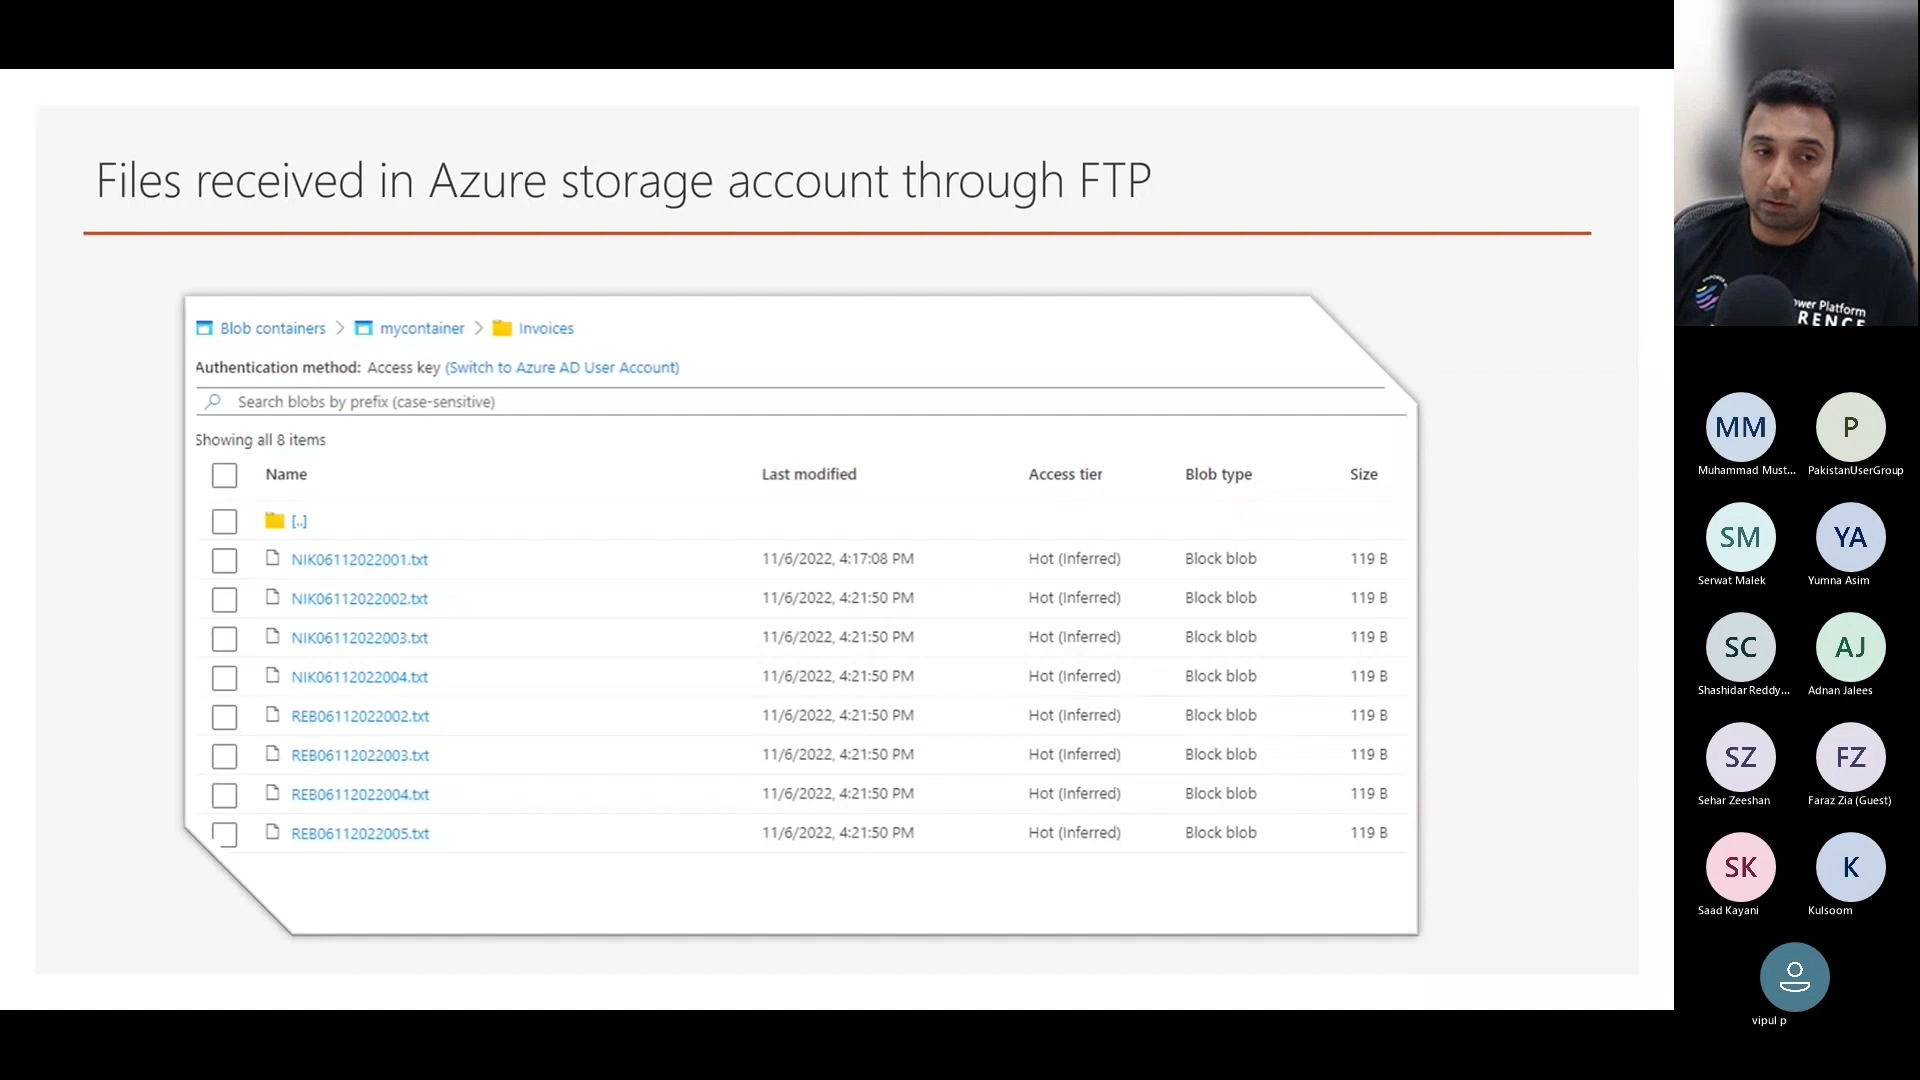 Files received in Azure storage account through FTP
Blob containers > mycontainer > Invoices
Authentication method: Access key (Switch to Azure AD User Account)
Search blobs by prefix (case-sensitive)
Showing all 8 items
Name Last modified Access tier Blob type Size
[..]
NIK06112022001.txt 11/6/2022, 4:17:08 PM Hot (Inferred) Block blob 119 B
NIK06112022002.txt 11/6/2022, 4:21:50 PM Hot (Inferred) Block blob 119 B
NIK06112022003.txt 11/6/2022, 4:21:50 PM Hot (Inferred) Block blob 119 B
NIK06112022004.txt 11/6/2022, 4:21:50 PM Hot (Inferred) Block blob 119 B
REB06112022002.txt 11/6/2022, 4:21:50 PM Hot (Inferred) Block blob 119 B
REB06112022003.txt 11/6/2022, 4:21:50 PM Hot (Inferred) Block blob 119 B
REB06112022004.txt 11/6/2022, 4:21:50 PM Hot (Inferred) Block blob 119 B
REB06112022005.txt 11/6/2022, 4:21:50 PM Hot (Inferred) Block blob 119 B
ower Platform
RENCE
MM P
Muhammad Must... PakistanUserGroup
SM YA
Serwat Malek Yumna Asim
SC AJ
Shashidar Reddy... Adnan Jalees
SZ FZ
Sehar Zeeshan Faraz Zia (Guest)
SK K
Saad Kayani Kulsoom
vipul p